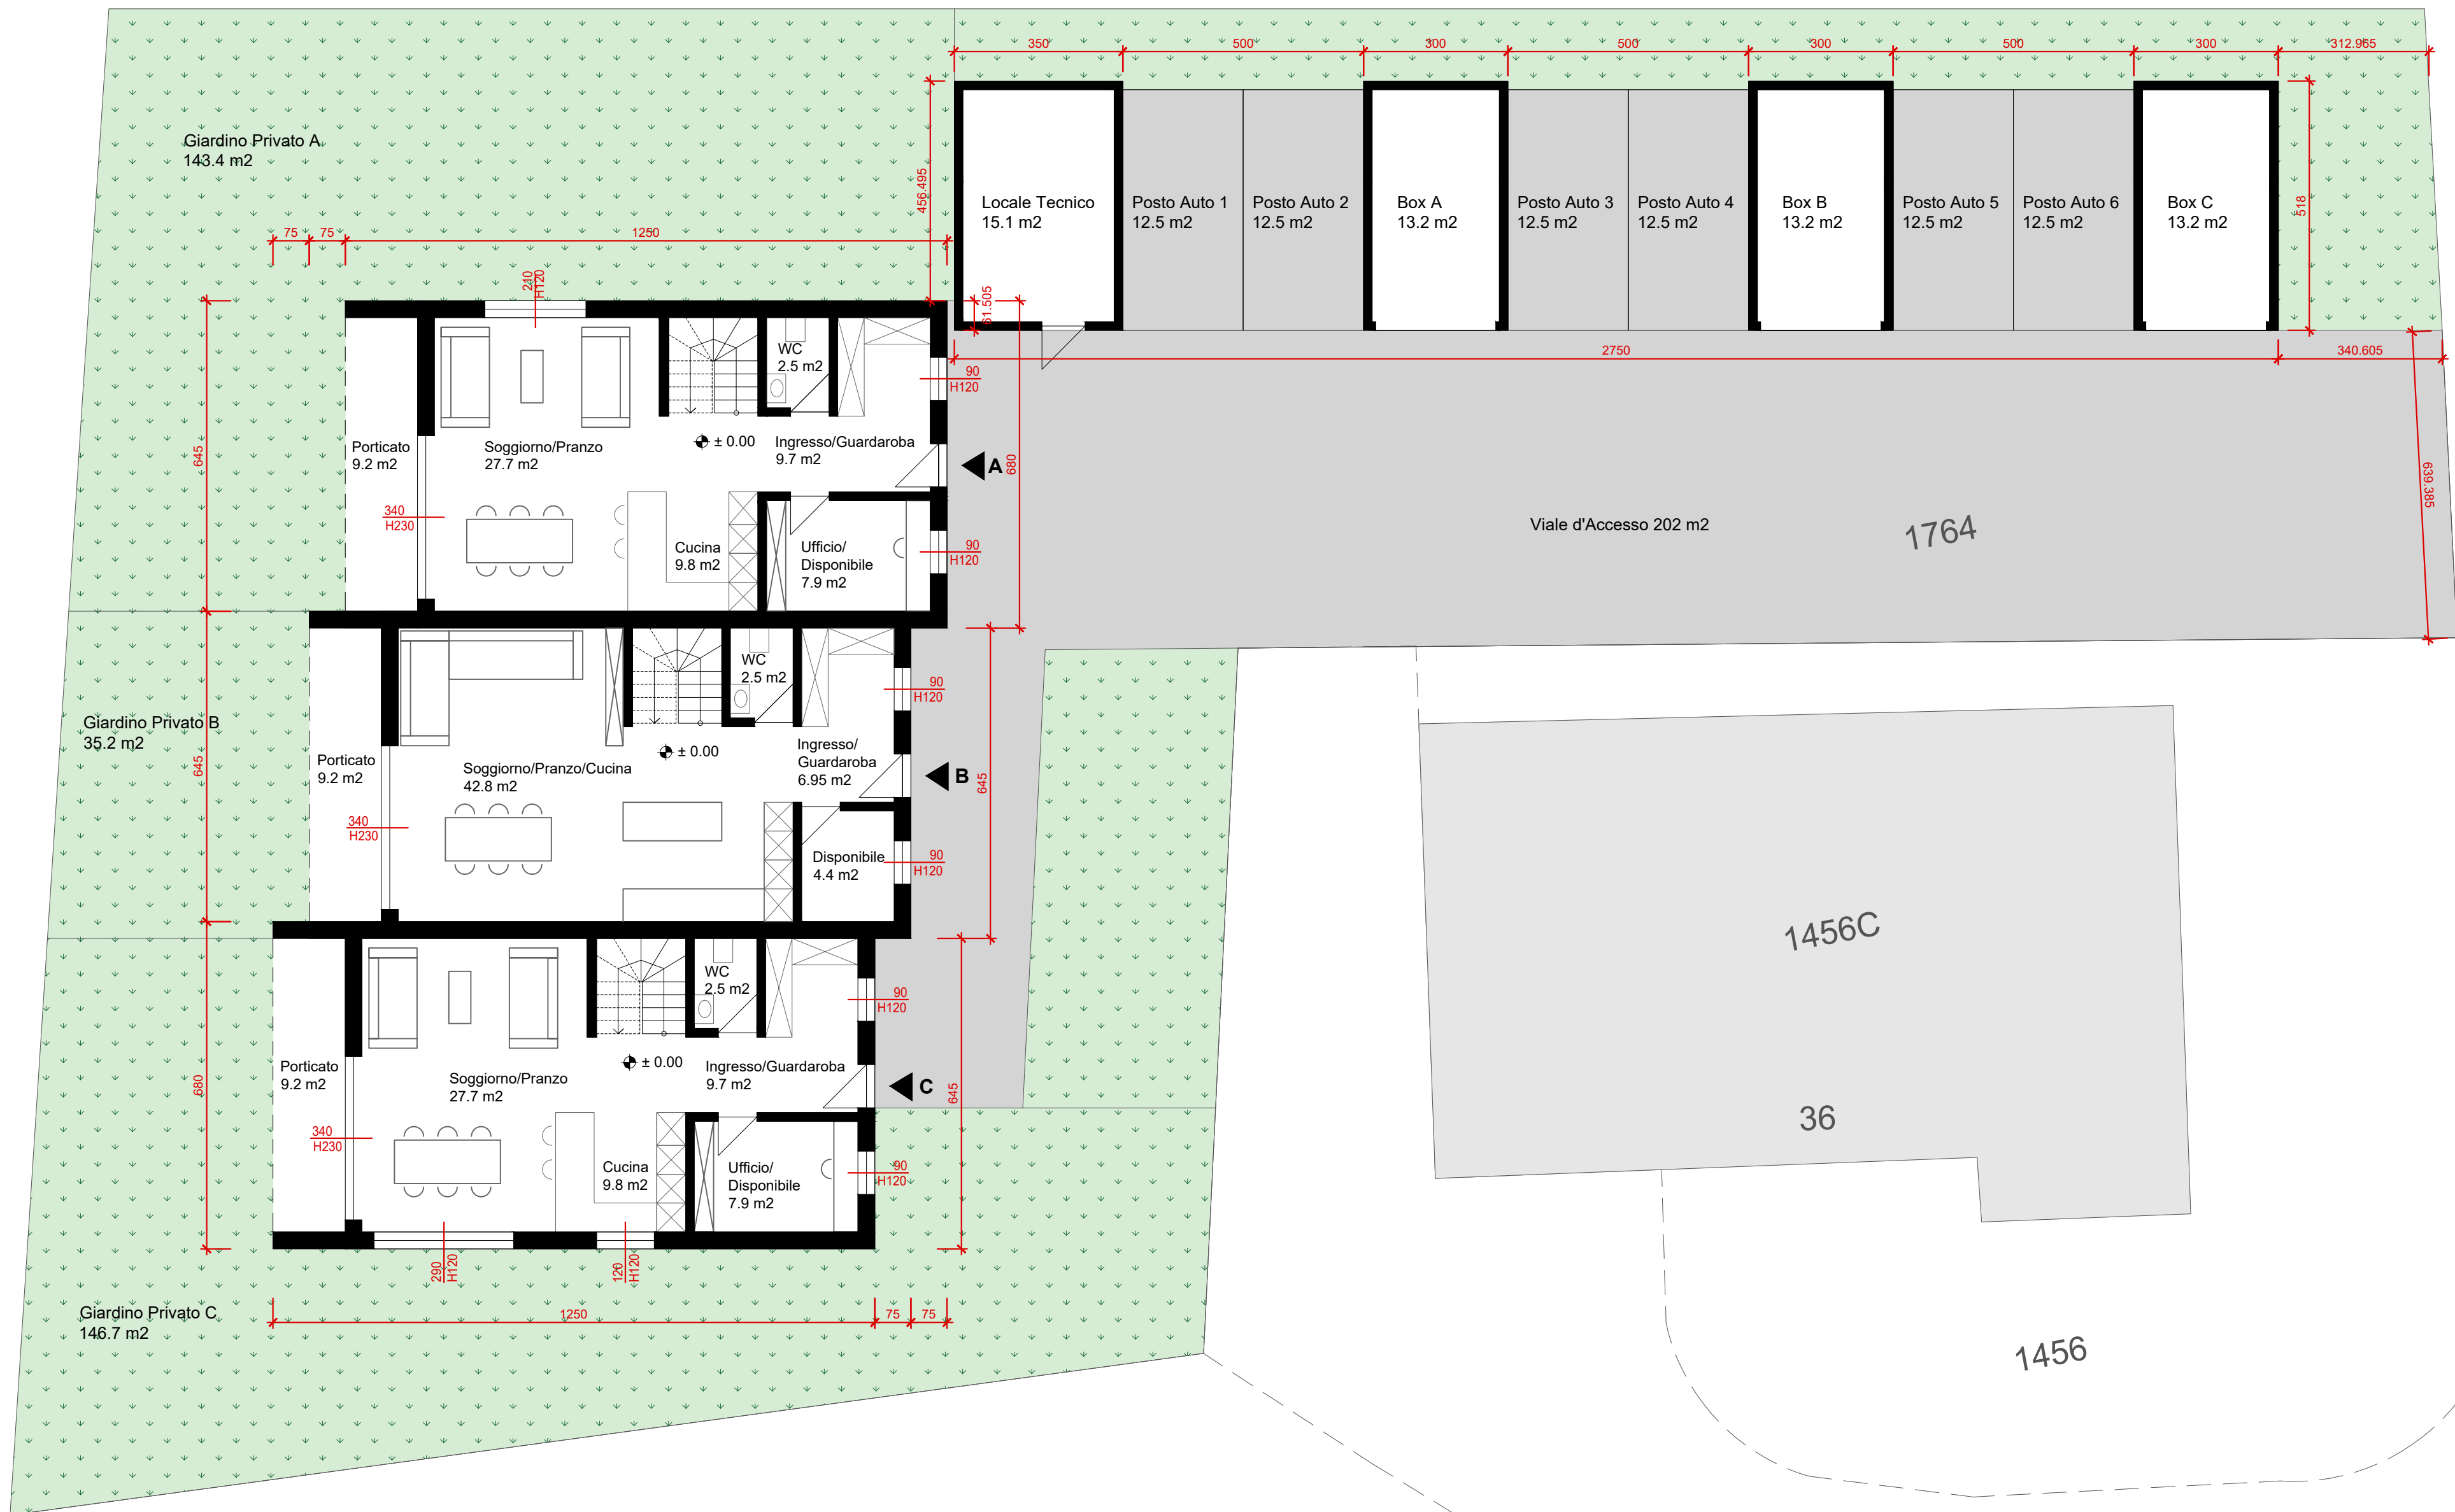 350
500
300
500
300
500
300
312.965
Giardino Privato A
143.4 m2
456.495
Locale Tecnico
15.1 m2
Posto Auto 1
12.5 m2
Posto Auto 2
12.5 m2
Box A
13.2 m2
Posto Auto 3
12.5 m2
Posto Auto 4
12.5 m2
Box B
13.2 m2
Posto Auto 5
12.5 m2
Posto Auto 6
12.5 m2
Box C
13.2 m2
518
75
75
1250
210
H120
61.505
2750
340.605
WC
2.5 m2
90
H120
645
Porticato
9.2 m2
Soggiorno/Pranzo
27.7 m2
± 0.00
Ingresso/Guardaroba
9.7 m2
A
680
639.385
340
H230
Cucina
9.8 m2
Ufficio/
Disponibile
7.9 m2
90
H120
Viale d'Accesso 202 m2
1764
Giardino Privato B
35.2 m2
645
WC
2.5 m2
90
H120
Porticato
9.2 m2
Soggiorno/Pranzo/Cucina
42.8 m2
± 0.00
Ingresso/
Guardaroba
6.95 m2
B
645
340
H230
Disponibile
4.4 m2
90
H120
1456C
WC
2.5 m2
90
H120
680
Porticato
9.2 m2
Soggiorno/Pranzo
27.7 m2
± 0.00
Ingresso/Guardaroba
9.7 m2
C
645
36
340
H230
Cucina
9.8 m2
Ufficio/
Disponibile
7.9 m2
90
H120
290
H120
120
H120
Giardino Privato C
146.7 m2
1250
75
75
1456